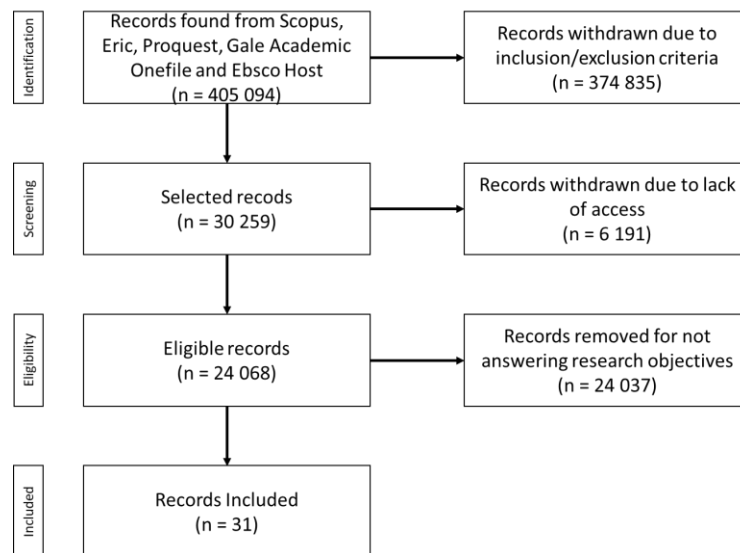 Identification
Records found from Scopus,
Eric, Proquest, Gale Academic
Onefile and Ebsco Host
(n = 405 094)
Records withdrawn due to
inclusion/exclusion criteria
(n = 374 835)
Screening
Selected recods
(n = 30 259)
Records withdrawn due to lack
of access
(n = 6 191)
Eligibility
Eligible records
(n = 24 068)
Records removed for not
answering research objectives
(n = 24 037)
Included
Records Included
(n = 31)